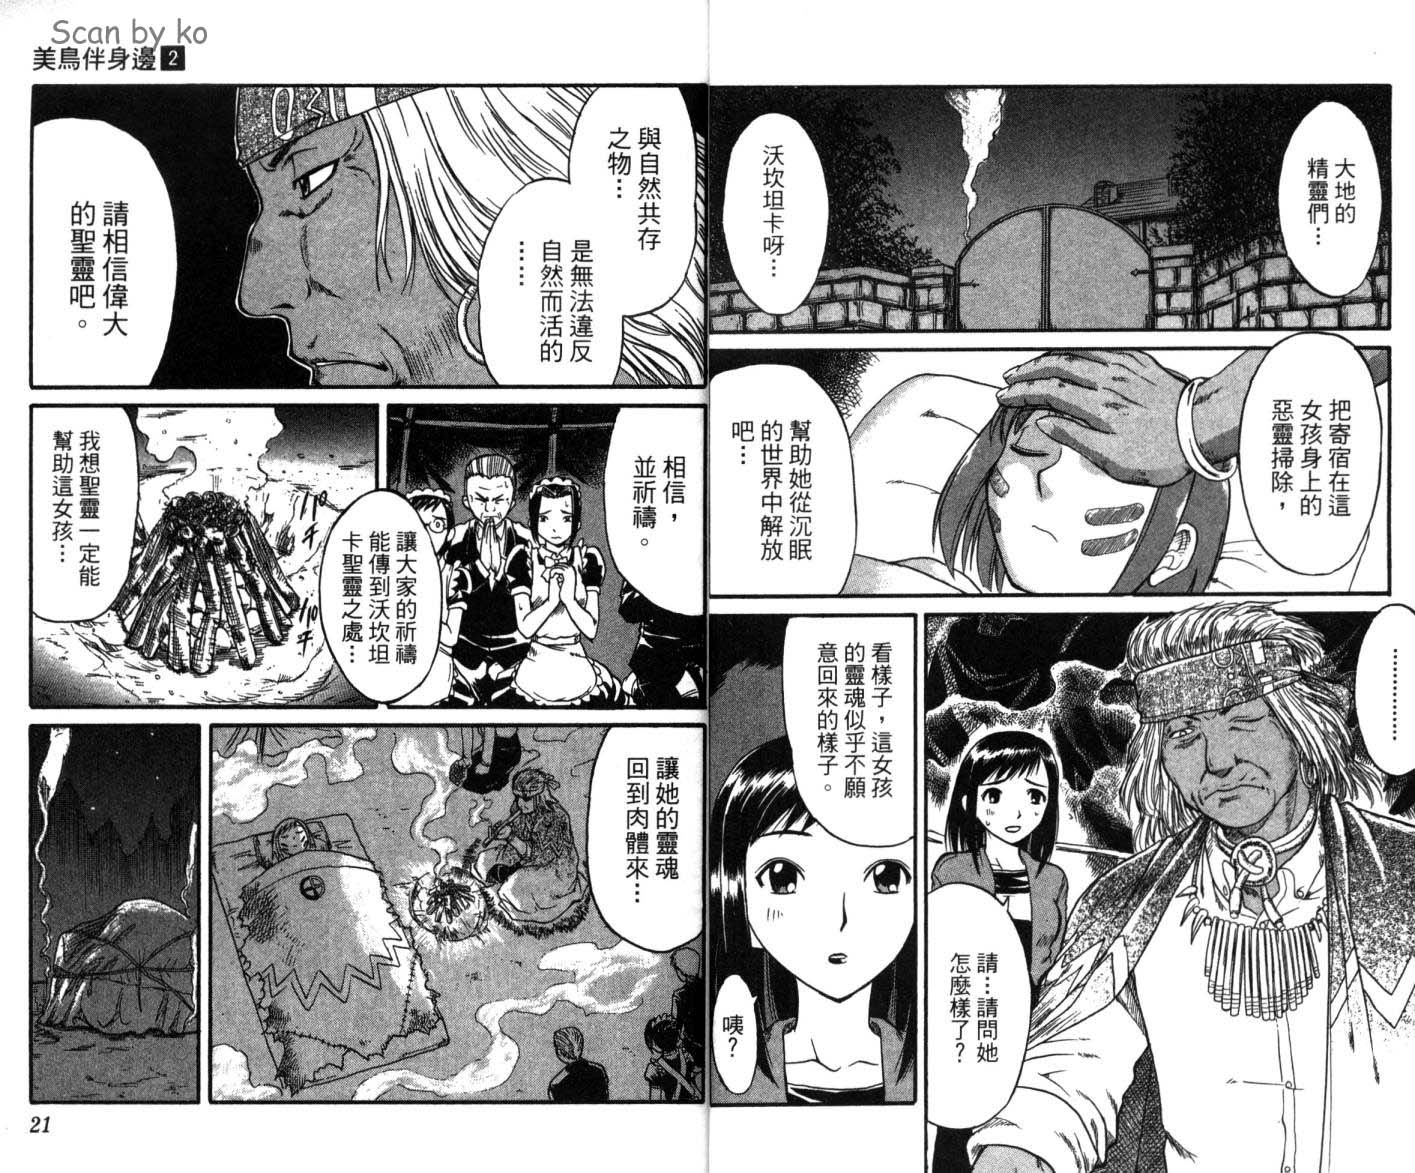 Scan by ko
美鳥伴身邊2
大地的
精靈們…
沃坎坦卡呀…
把寄宿在這
女孩身上的
惡靈掃除，
幫助她從沉眠
的世界中解放
吧…
…………
請…請問她
怎麼樣了？
看樣子，這女孩
的靈魂似乎不願
意回來的樣子。
咦？
與自然共存
之物…
是無法違反
自然而活的
……
請相信偉大
的聖靈吧。
相信，
並祈禱。
讓大家的祈禱
能傳到沃坎坦
卡聖靈之處…
我想聖靈一定能
幫助這女孩…
讓她的靈魂
回到肉體來…
21